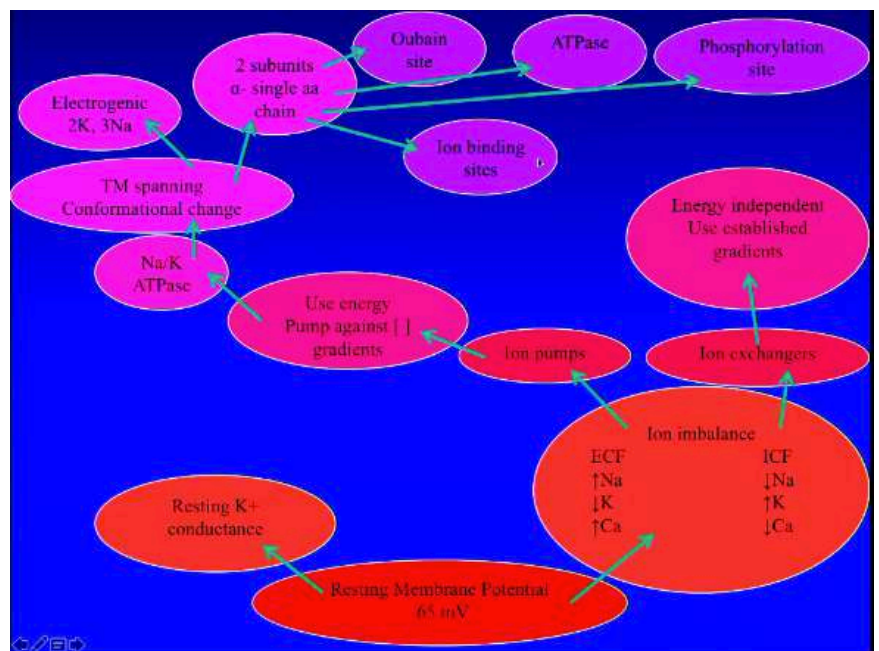 Oubain
site
ATPase
Phosphorylation
site
2 subunits
α- single aa
chain
Electrogenic
2K, 3Na
Ion binding
sites
TM spanning
Conformational change
Energy independent
Use established
gradients
Na/K
ATPase
Use energy
Pump against [ ]
gradients
Ion pumps
Ion exchangers
Ion imbalance
ECF
↑Na
↓K
↑Ca
ICF
↓Na
↑K
↓Ca
Resting K+
conductance
Resting Membrane Potential
65 mV